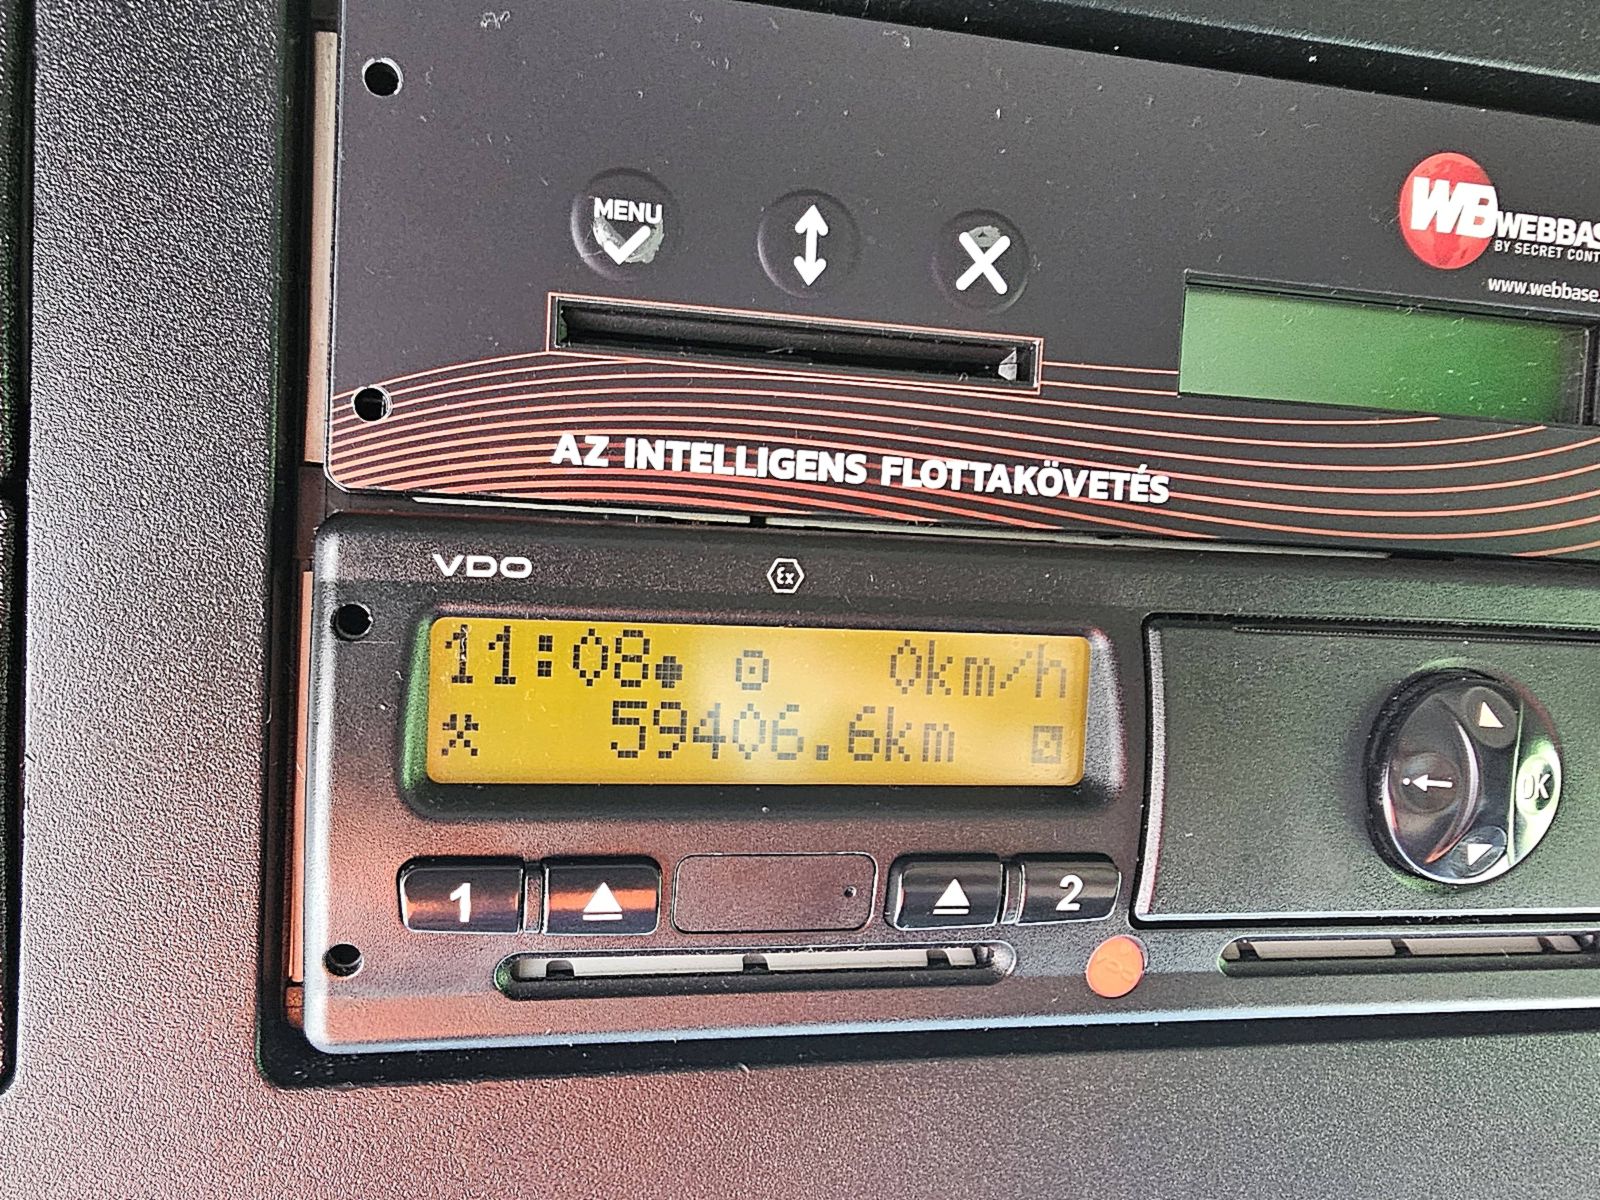 MENU
WB WEBBAS
BY SECRET CONT
www.webbase.
AZ INTELLIGENS FLOTTAKÖVETÉS
VDO
Ex
11:08 0km/h
59406.6km
OK
1 2